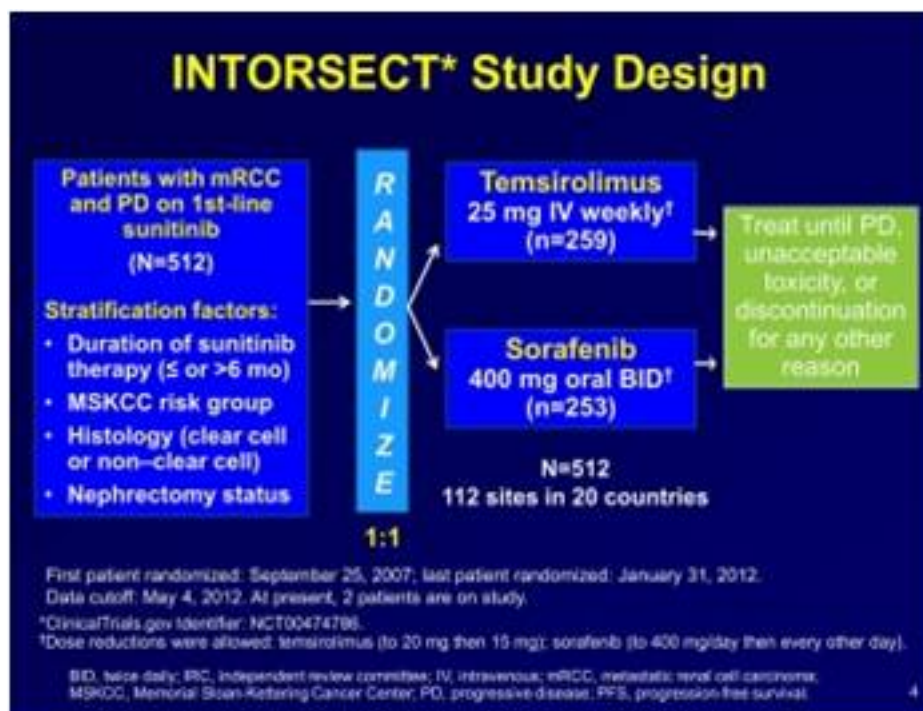 INTORSECT* Study Design
Patients with mRCC
and PD on 1st-line
sunitinib
(N=512)
Stratification factors:
• Duration of sunitinib
therapy (≤ or >6 mo)
• MSKCC risk group
• Histology (clear cell
or non–clear cell)
• Nephrectomy status
R
A
N
D
O
M
I
Z
E
1:1
Temsirolimus
25 mg IV weekly†
(n=259)
Sorafenib
400 mg oral BID†
(n=253)
N=512
112 sites in 20 countries
Treat until PD,
unacceptable
toxicity, or
discontinuation
for any other
reason
First patient randomized: September 25, 2007; last patient randomized: January 31, 2012.
Data cutoff: May 4, 2012. At present, 2 patients are on study.
*ClinicalTrials.gov Identifier: NCT00474786.
†Dose reductions were allowed: temsirolimus (to 20 mg then 15 mg); sorafenib (to 400 mg/day then every other day).
BID, twice daily; IRC, independent review committee; IV, intravenous; mRCC, metastatic renal cell carcinoma;
MSKCC, Memorial Sloan-Kettering Cancer Center; PD, progressive disease; PFS, progression-free survival.
4